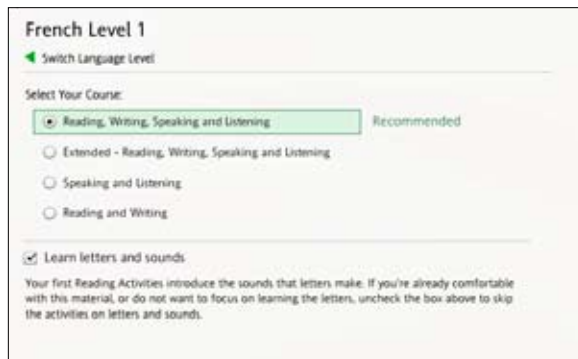 French Level 1
Switch Language Level
Select Your Course:
Reading, Writing, Speaking and Listening Recommended
Extended - Reading, Writing, Speaking and Listening
Speaking and Listening
Reading and Writing
Learn letters and sounds
Your first Reading Activities introduce the sounds that letters make. If you're already comfortable
with this material, or do not want to focus on learning the letters, uncheck the box above to skip
the activities on letters and sounds.